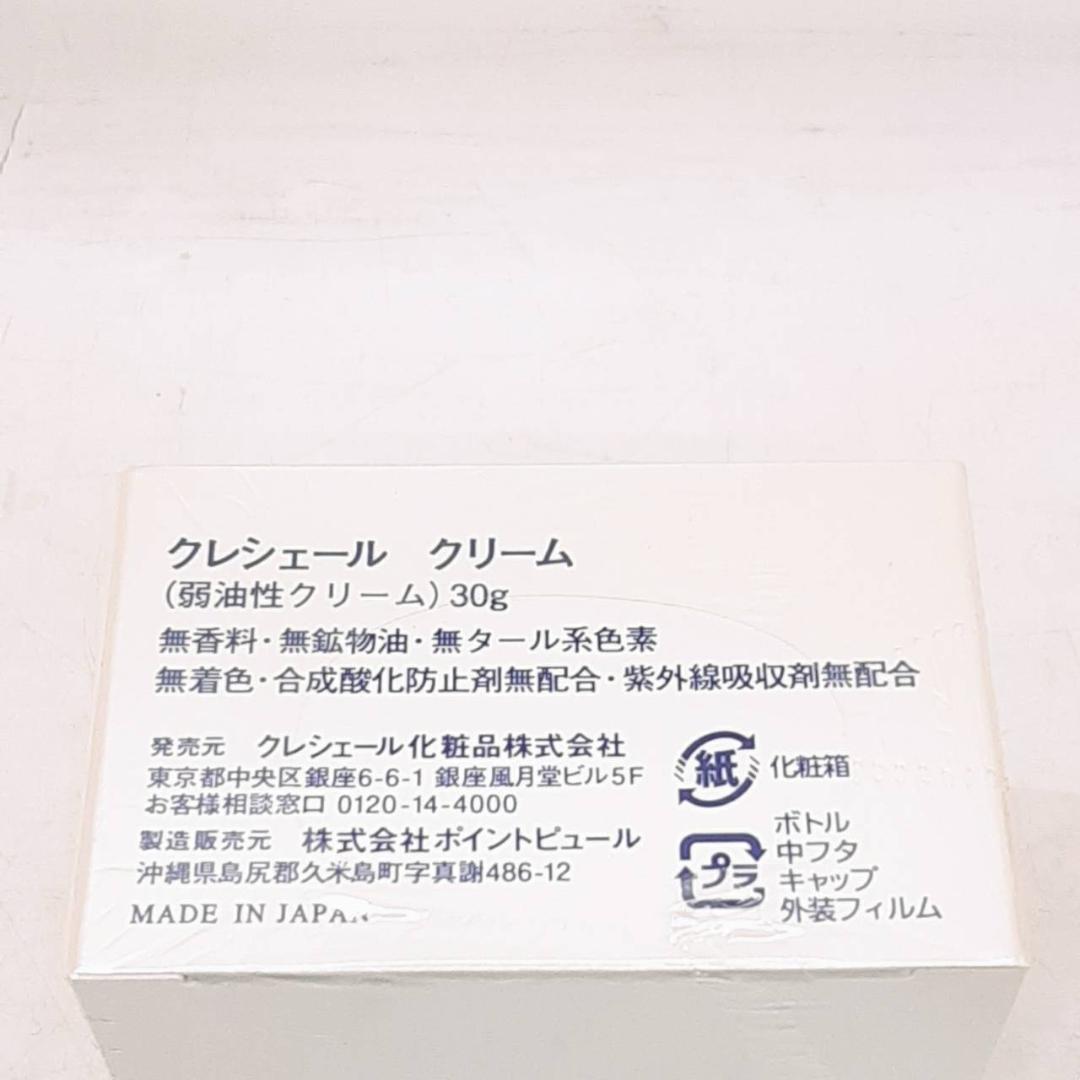 クレシェール　クリーム
(弱油性クリーム) 30g
無香料・無鉱物油・無タール系色素
無着色・合成酸化防止剤無配合・紫外線吸収剤無配合
発売元　クレシェール化粧品株式会社
東京都中央区銀座6-6-1 銀座風月堂ビル5F
お客様相談窓口 0120-14-4000
製造販売元　株式会社ポイントピュール
沖縄県島尻郡久米島町字真謝486-12
MADE IN JAPAN
紙 化粧箱
プラ
ボトル
中フタ
キャップ
外装フィルム